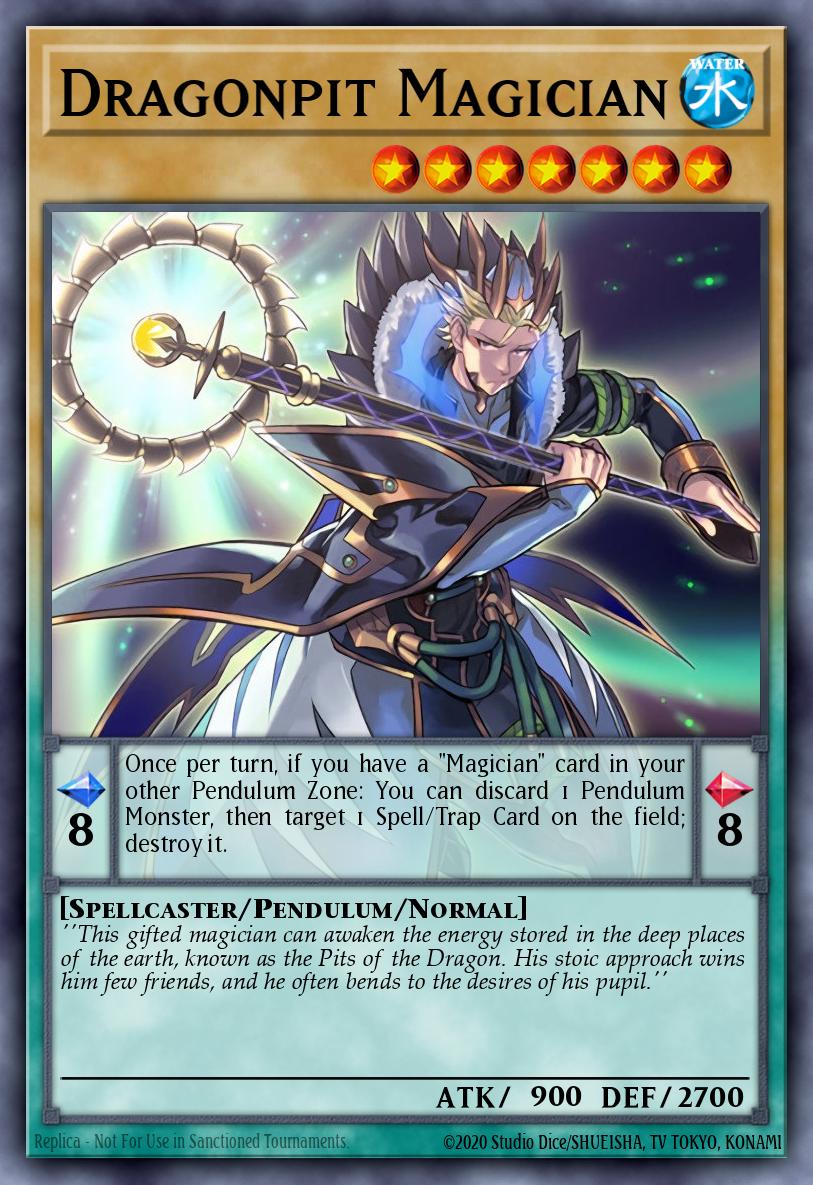 Dragonpit Magician
WATER
水
Once per turn, if you have a "Magician" card in your
other Pendulum Zone: You can discard 1 Pendulum
Monster, then target 1 Spell/Trap Card on the field;
destroy it.
8
8
[Spellcaster/Pendulum/Normal]
''This gifted magician can awaken the energy stored in the deep places
of the earth, known as the Pits of the Dragon. His stoic approach wins
him few friends, and he often bends to the desires of his pupil.''
ATK/ 900 DEF/2700
Replica - Not For Use in Sanctioned Tournaments.
©2020 Studio Dice/SHUEISHA, TV TOKYO, KONAMI